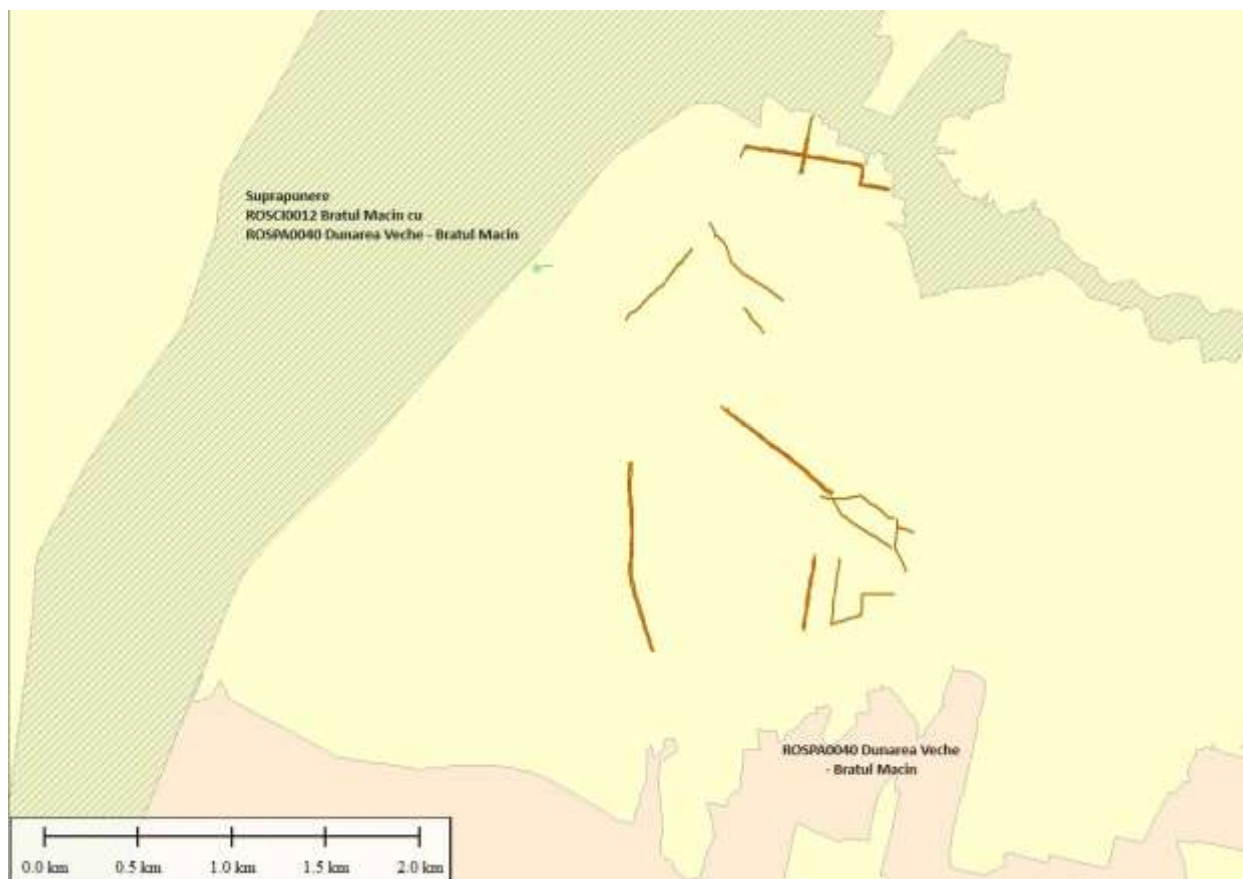 Suprapunere
ROSCI0012 Bratul Macin cu
ROSPA0040 Dunarea Veche - Bratul Macin
ROSPA0040 Dunarea Veche
- Bratul Macin
0.0 km 0.5 km 1.0 km 1.5 km 2.0 km